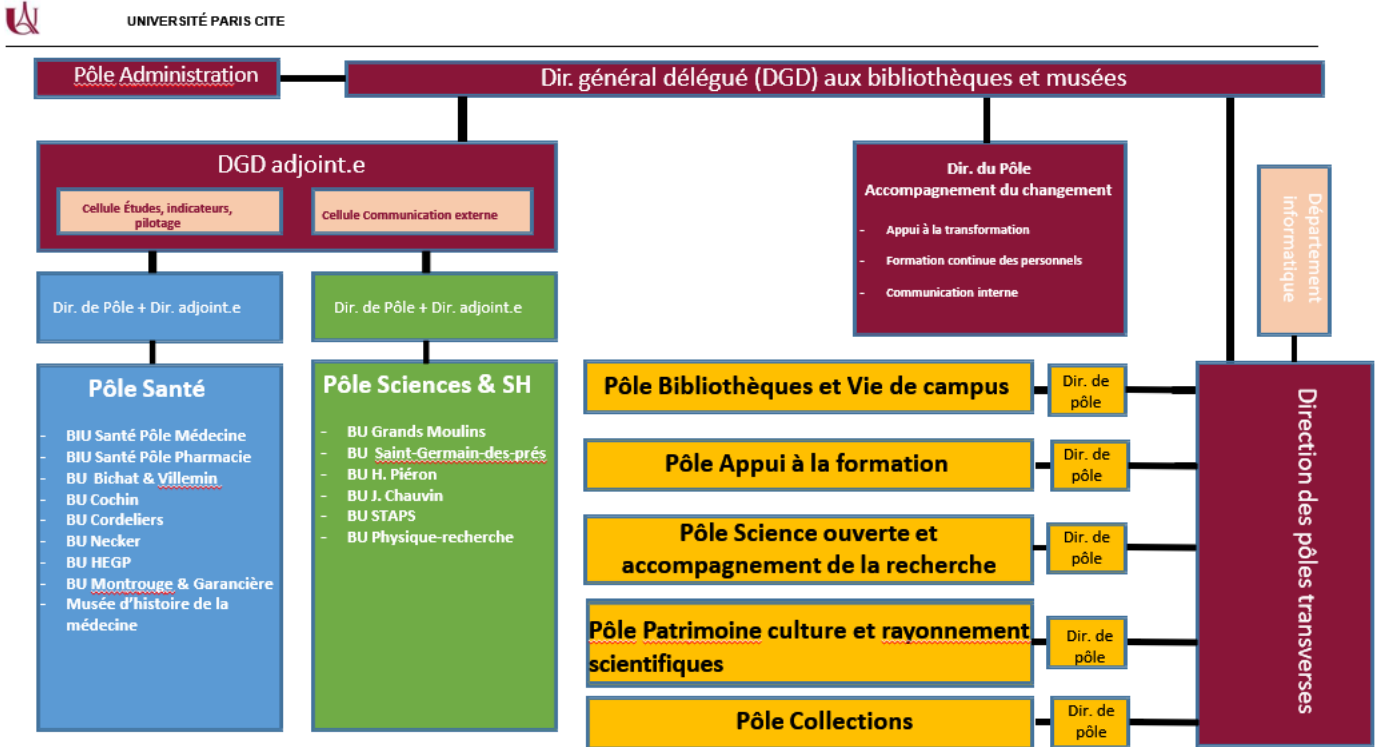 UNIVERSITÉ PARIS CITE
Pôle Administration
Dir. général délégué (DGD) aux bibliothèques et musées
DGD adjoint.e
Cellule Études, indicateurs,
pilotage
Cellule Communication externe
Dir. du Pôle
Accompagnement du changement
- Appui à la transformation
- Formation continue des personnels
- Communication interne
Département
informatique
Dir. de Pôle + Dir. adjoint.e
Dir. de Pôle + Dir. adjoint.e
Pôle Santé
- BIU Santé Pôle Médecine
- BIU Santé Pôle Pharmacie
- BU Bichat & Villemin
- BU Cochin
- BU Cordeliers
- BU Necker
- BU HEGP
- BU Montrouge & Garancière
- Musée d'histoire de la
médecine
Pôle Sciences & SH
- BU Grands Moulins
- BU Saint-Germain-des-prés
- BU H. Piéron
- BU J. Chauvin
- BU STAPS
- BU Physique-recherche
Pôle Bibliothèques et Vie de campus
Dir. de
pôle
Pôle Appui à la formation
Dir. de
pôle
Pôle Science ouverte et
accompagnement de la recherche
Dir. de
pôle
Pôle Patrimoine culture et rayonnement
scientifiques
Dir. de
pôle
Pôle Collections
Dir. de
pôle
Direction des pôles transverses